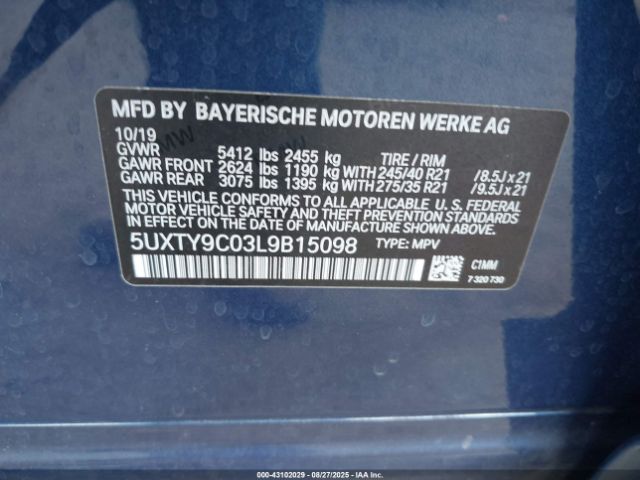 MFD BY BAYERISCHE MOTOREN WERKE AG
10/19
GVWR 5412 lbs 2455 kg TIRE / RIM
GAWR FRONT 2624 lbs 1190 kg WITH 245/40 R21 /8.5J x 21
GAWR REAR 3075 lbs 1395 kg WITH 275/35 R21 /9.5J x 21
THIS VEHICLE CONFORMS TO ALL APPLICABLE U. S. FEDERAL
MOTOR VEHICLE SAFETY AND THEFT PREVENTION STANDARDS
IN EFFECT ON THE DATE OF MANUFACTURE SHOWN ABOVE.
5UXTY9C03L9B15098 TYPE: MPV
C1MM
7 320 730
000-43102029 - 08/27/2025 - COPYRIGHT IAA, LLC